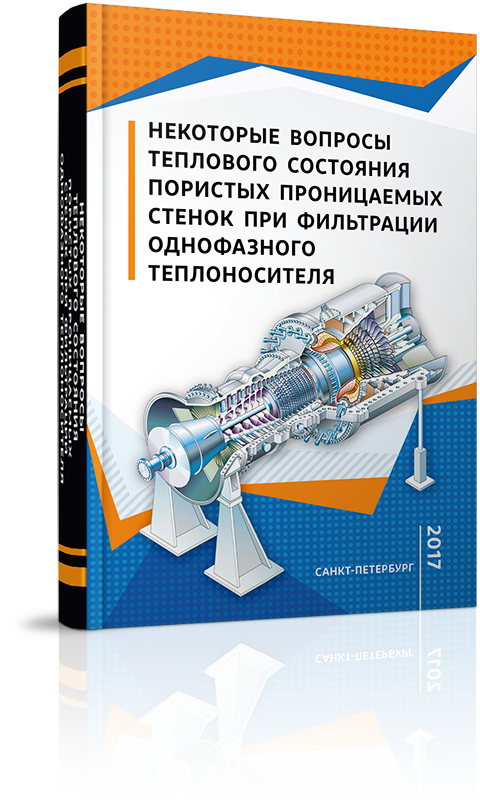 НЕКОТОРЫЕ ВОПРОСЫ
ТЕПЛОВОГО СОСТОЯНИЯ
ПОРИСТЫХ ПРОНИЦАЕМЫХ
СТЕНОК ПРИ ФИЛЬТРАЦИИ
ОДНОФАЗНОГО
ТЕПЛОНОСИТЕЛЯ
САНКТ-ПЕТЕРБУРГ
2017